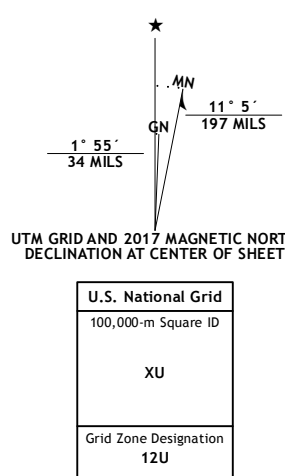 ★
MN
GN
11° 5´
197 MILS
1° 55´
34 MILS
UTM GRID AND 2017 MAGNETIC NORT
DECLINATION AT CENTER OF SHEET
U.S. National Grid
100,000-m Square ID
XU
Grid Zone Designation
12U